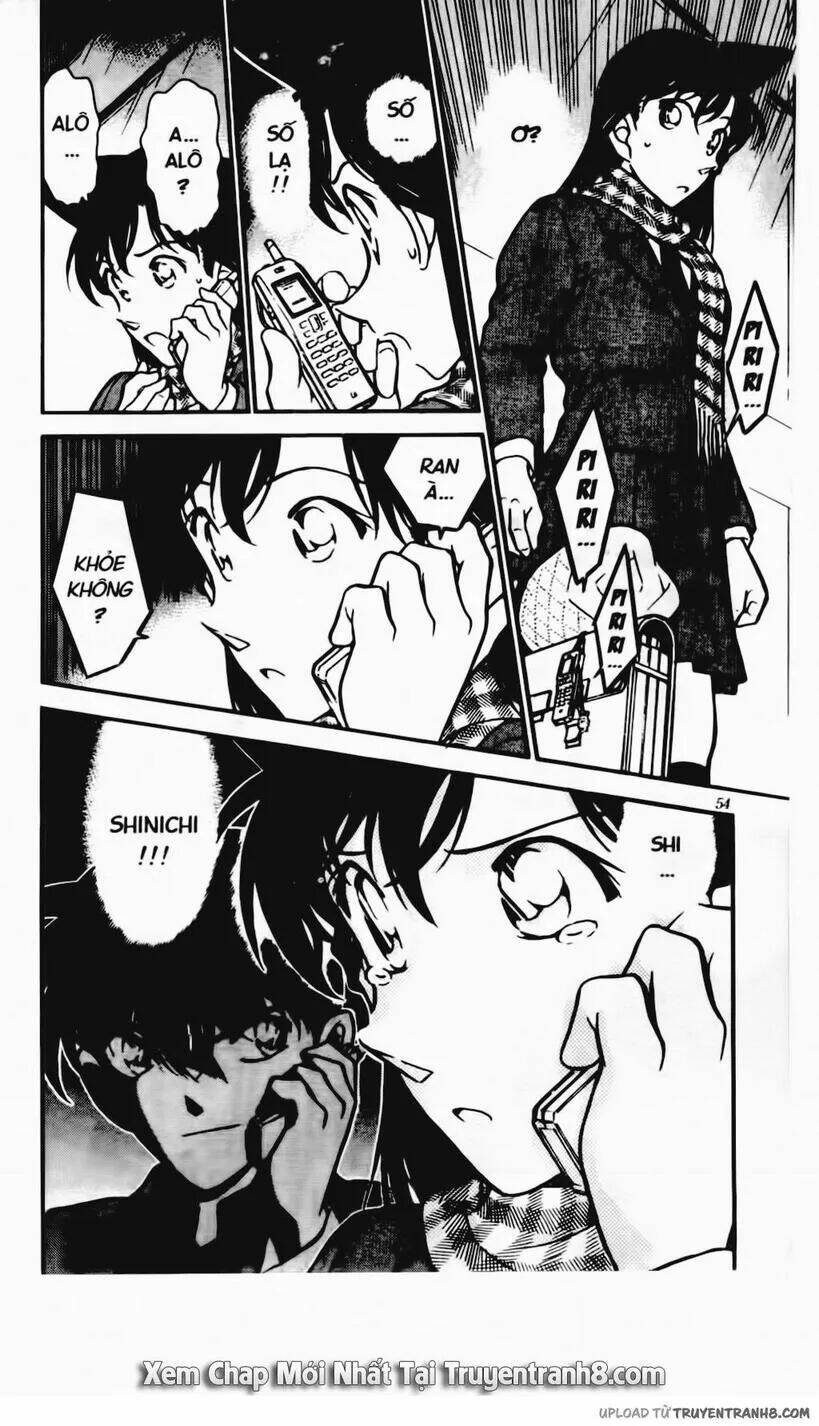 Ơ?
PI
RI
RI
...
PI
RI
RI
...
PI
RI
RI
...
SỐ
...
SỐ
LẠ
!!
A...
ALÔ
?
ALÔ
...
RAN
À...
KHỎE
KHÔNG
?
54
SHI
...
SHINICHI
!!!
Xem Chap Mới Nhất Tại Truyentranh8.com
UPLOAD TỪ TRUYENTRANH8.COM